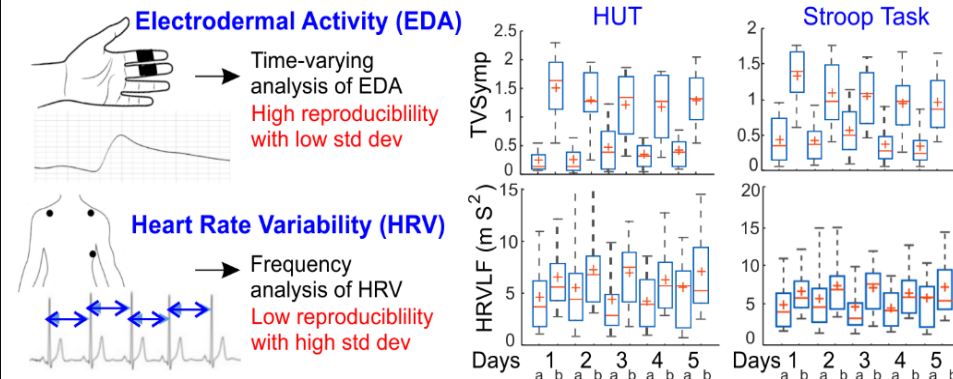 Electrodermal Activity (EDA)
Time-varying
analysis of EDA
High reproduciblility
with low std dev
Heart Rate Variability (HRV)
Frequency
analysis of HRV
Low reproduciblility
with high std dev
HUT
Stroop Task
TVSymp
2.5
2
1.5
1
0.5
0
2
1.5
1
0.5
0
HRVLF (m S²)
15
10
5
0
20
15
10
5
0
Days 1 2 3 4 5 1 2 3 4 5
a b a b a b a b a b a b a b a b a b a b